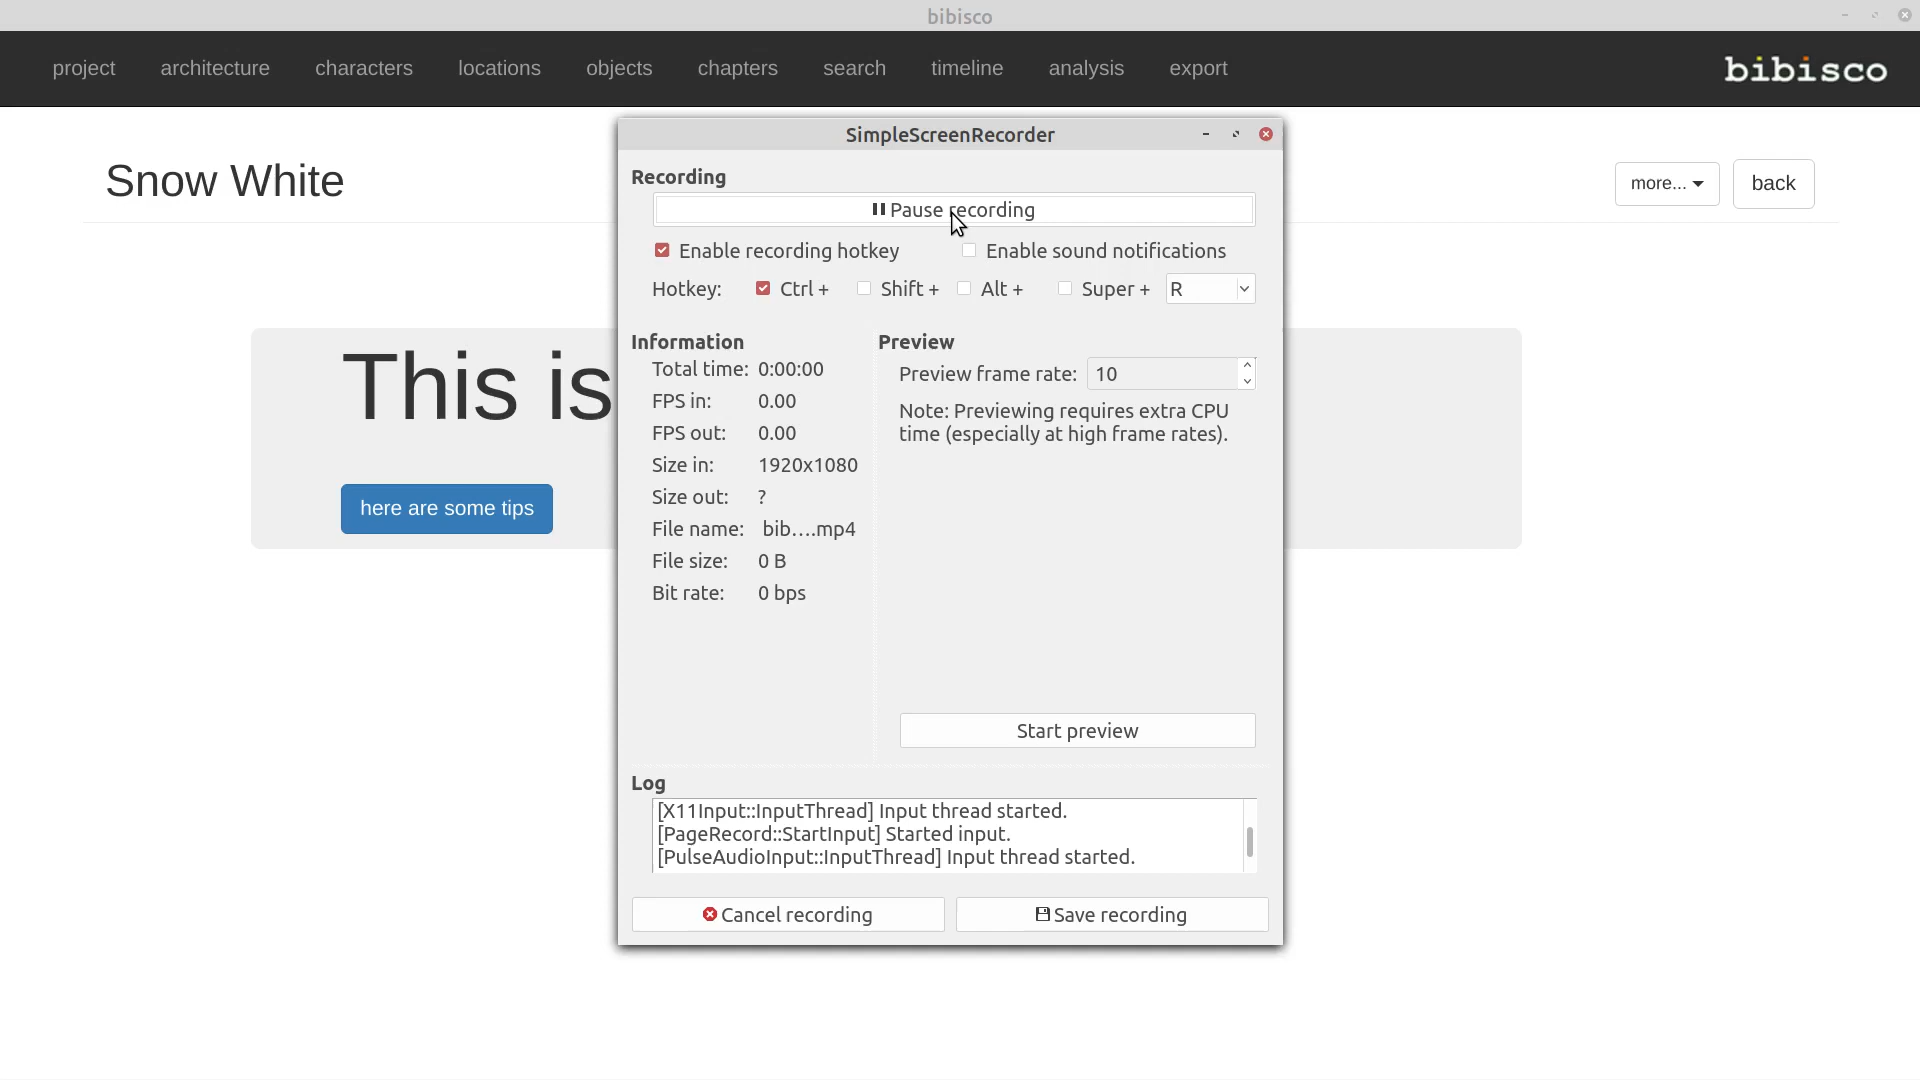 bibisco
project architecture characters locations objects chapters search timeline analysis export bibisco
SimpleScreenRecorder
Snow White
more... back
Recording
Pause recording
Enable recording hotkey Enable sound notifications
Hotkey: Ctrl + Shift + Alt + Super + R
This is
here are some tips
Information
Total time: 0:00:00
FPS in: 0.00
FPS out: 0.00
Size in: 1920x1080
Size out: ?
File name: bib....mp4
File size: 0 B
Bit rate: 0 bps
Preview
Preview frame rate: 10
Note: Previewing requires extra CPU
time (especially at high frame rates).
Start preview
Log
[X11Input::InputThread] Input thread started.
[PageRecord::StartInput] Started input.
[PulseAudioInput::InputThread] Input thread started.
Cancel recording Save recording